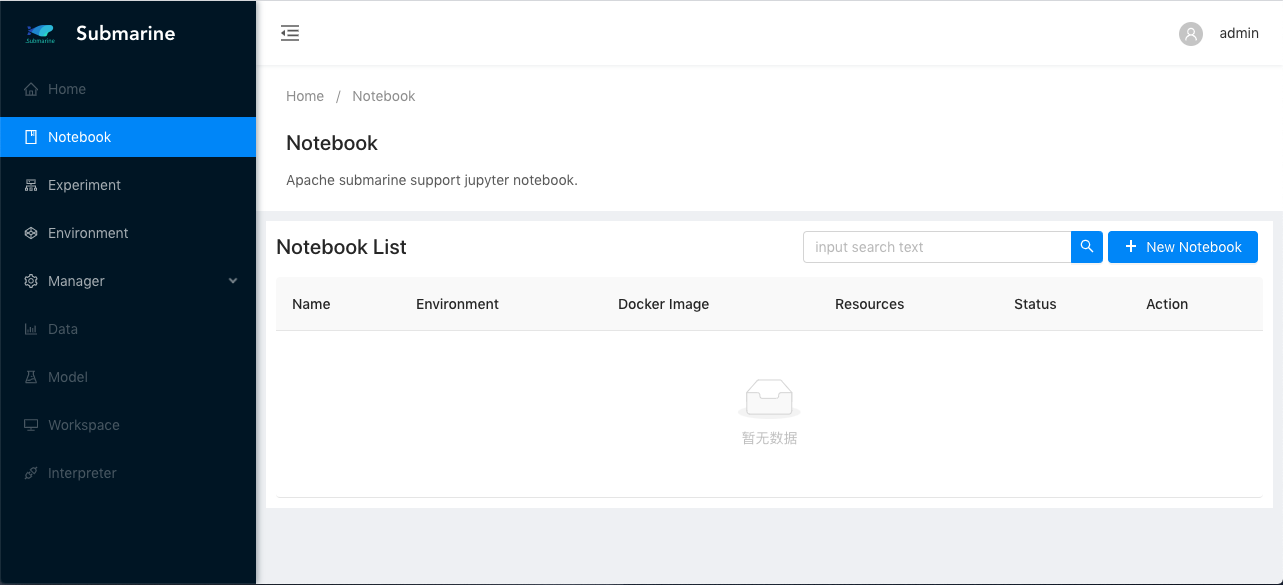 Submarine
Submarine
Home
Notebook
Experiment
Environment
Manager
Data
Model
Workspace
Interpreter
admin
Home / Notebook
Notebook
Apache submarine support jupyter notebook.
Notebook List
input search text
New Notebook
Name Environment Docker Image Resources Status Action
暂无数据